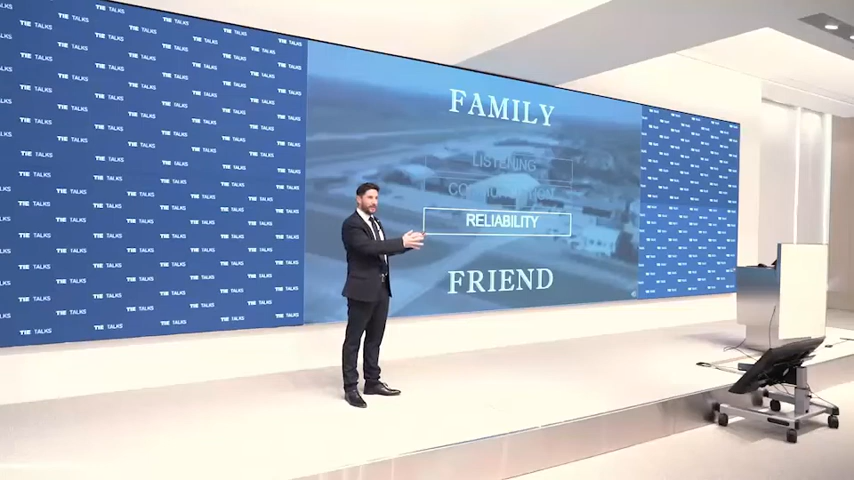 TIE TALKS
FAMILY
LISTENING
RELIABILITY
FRIEND